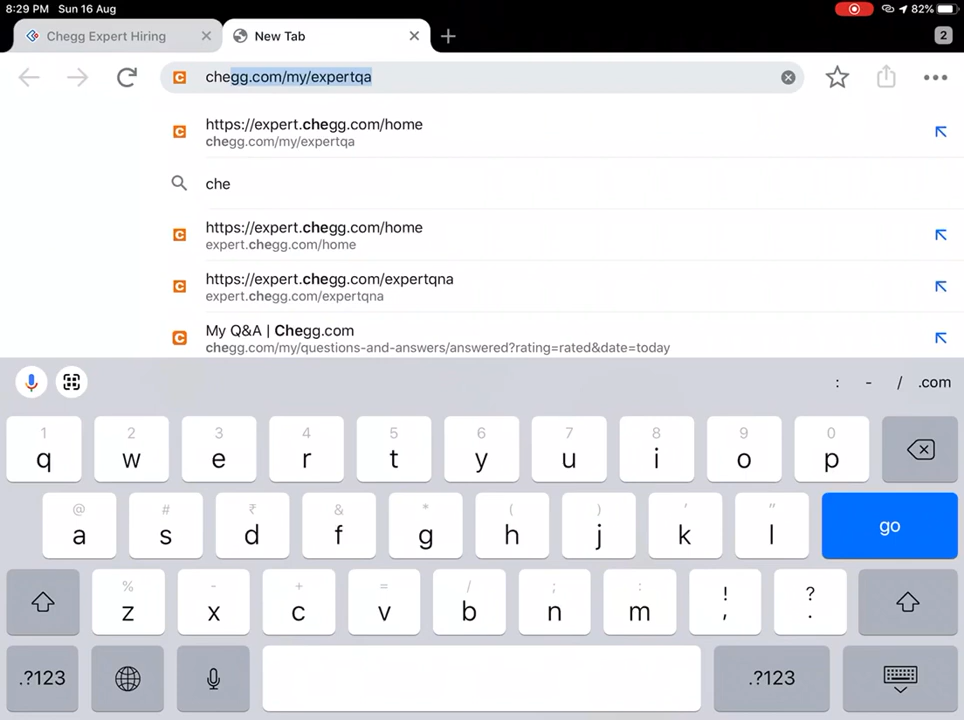 8:29 PM Sun 16 Aug 82%
Chegg Expert Hiring New Tab 2
chegg.com/my/expertqa
https://expert.chegg.com/home
chegg.com/my/expertqa
che
https://expert.chegg.com/home
expert.chegg.com/home
https://expert.chegg.com/expertqna
expert.chegg.com/expertqna
My Q&A | Chegg.com
chegg.com/my/questions-and-answers/answered?rating=rated&date=today
: - / .com
1 2 3 4 5 6 7 8 9 0
q w e r t y u i o p
@ # ₹ & * ( ) ' "
a s d f g h j k l go
% - + = / ; : ! ?
z x c v b n m , .
.?123 .?123